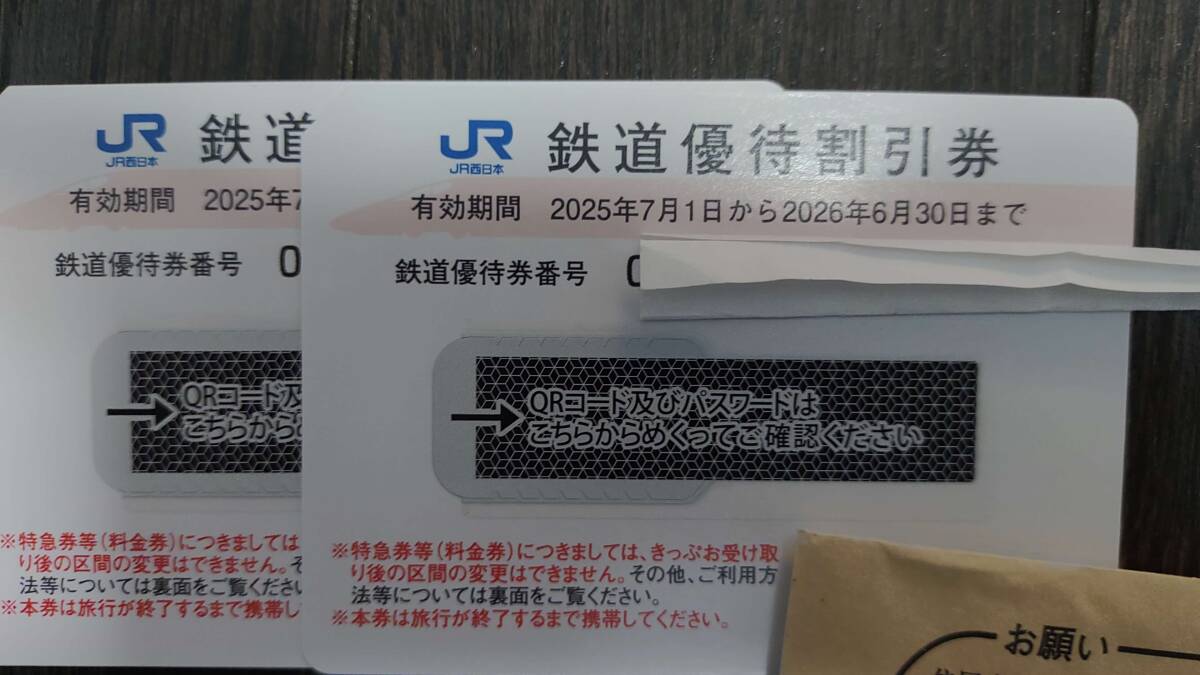 JR
JR西日本
鉄道
有効期間 2025年7
鉄道優待券番号 0
QRコード及
こちらから
※特急券等(料金券)につきましては
り後の区間の変更はできません。そ
法等については裏面をご覧くださ
※本券は旅行が終了するまで携帯し
JR
JR西日本
鉄道優待割引券
有効期間 2025年7月1日から2026年6月30日まで
鉄道優待券番号
QRコード及びパスワードは
こちらからめくってご確認ください
※特急券等(料金券)につきましては、きっぷお受け取
り後の区間の変更はできません。その他、ご利用方
法等については裏面をご覧ください。
※本券は旅行が終了するまで携帯してください。
お願い